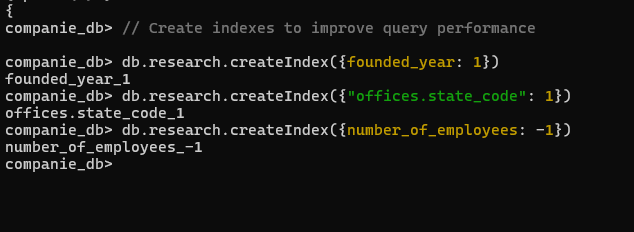 {
companie_db> // Create indexes to improve query performance
companie_db> db.research.createIndex({founded_year: 1})
founded_year_1
companie_db> db.research.createIndex({"offices.state_code": 1})
offices.state_code_1
companie_db> db.research.createIndex({number_of_employees: -1})
number_of_employees_-1
companie_db>